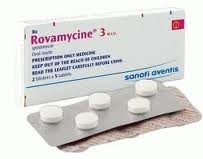 Rx
Rovamycine® 3 M.I.U.
(spiramycin)
Oral route
PRESCRIPTION ONLY MEDICINE
KEEP OUT OF THE REACH OF CHILDREN
READ THE LEAFLET CAREFULLY BEFORE USING
2 blisters x 5 tablets
sanofi aventis